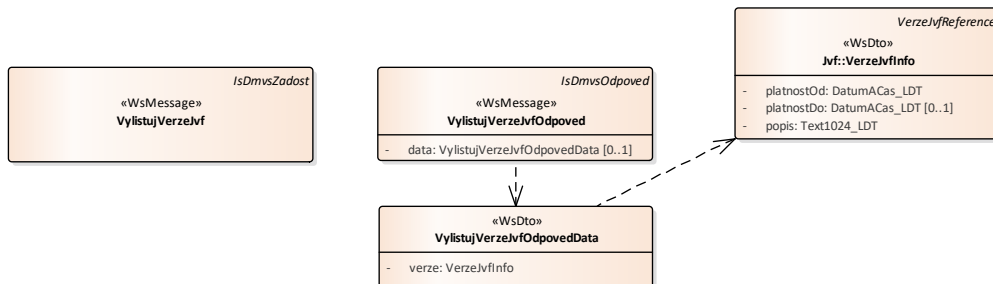 IsDmvsZadost
«WsMessage»
VylistujVerzeJvf
IsDmvsOdpoved
«WsMessage»
VylistujVerzeJvfOdpoved
- data: VylistujVerzeJvfOdpovedData [0..1]
VerzeJvfReference
«WsDto»
Jvf::VerzeJvfInfo
- platnostOd: DatumACas_LDT
- platnostDo: DatumACas_LDT [0..1]
- popis: Text1024_LDT
«WsDto»
VylistujVerzeJvfOdpovedData
- verze: VerzeJvfInfo